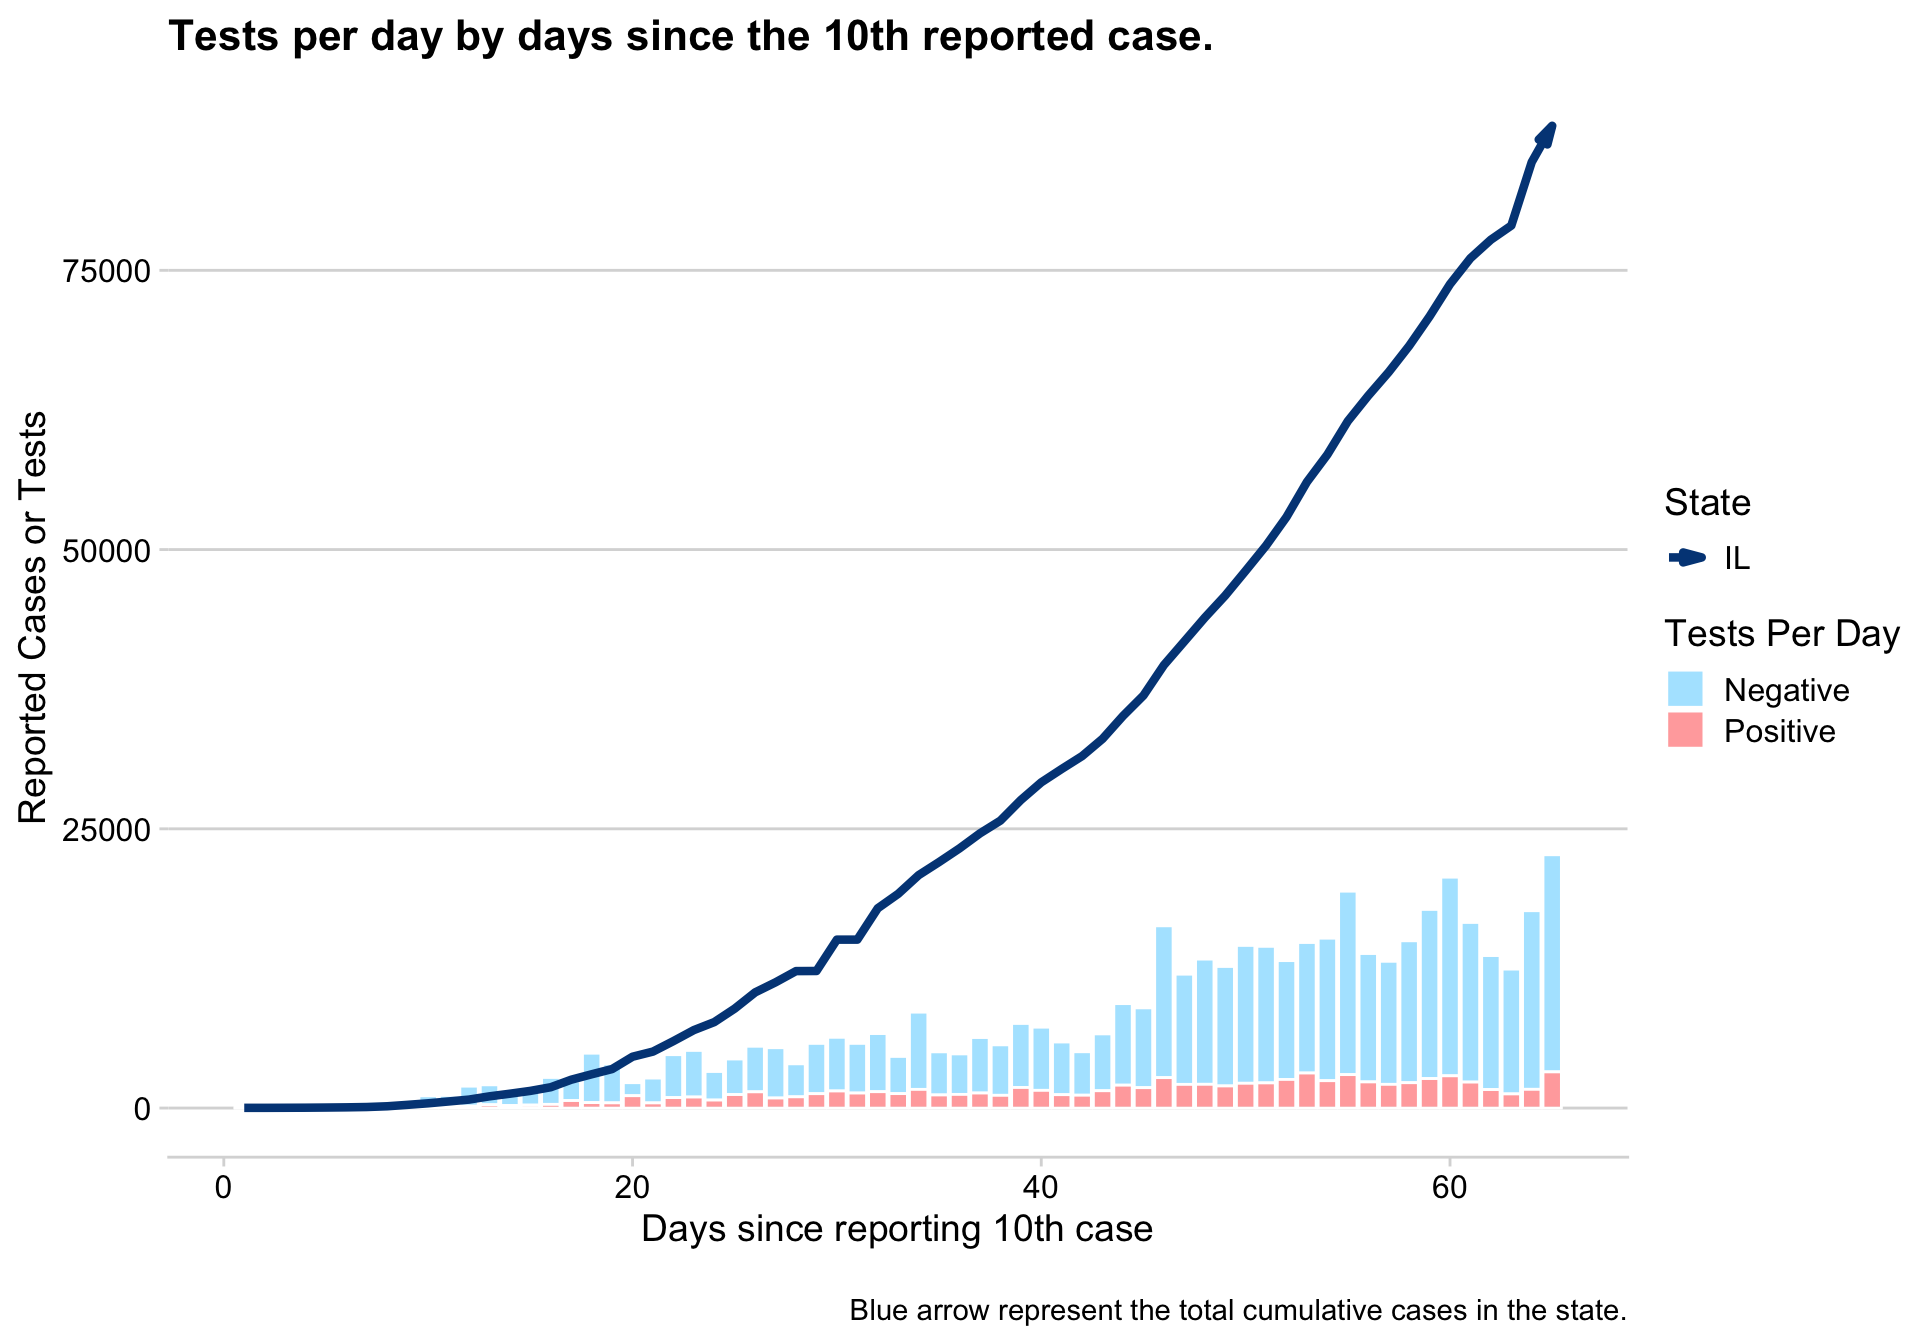 Tests per day by days since the 10th reported case.
Reported Cases or Tests
75000
50000
25000
0
0
20
40
60
Days since reporting 10th case
State
IL
Tests Per Day
Negative
Positive
Blue arrow represent the total cumulative cases in the state.